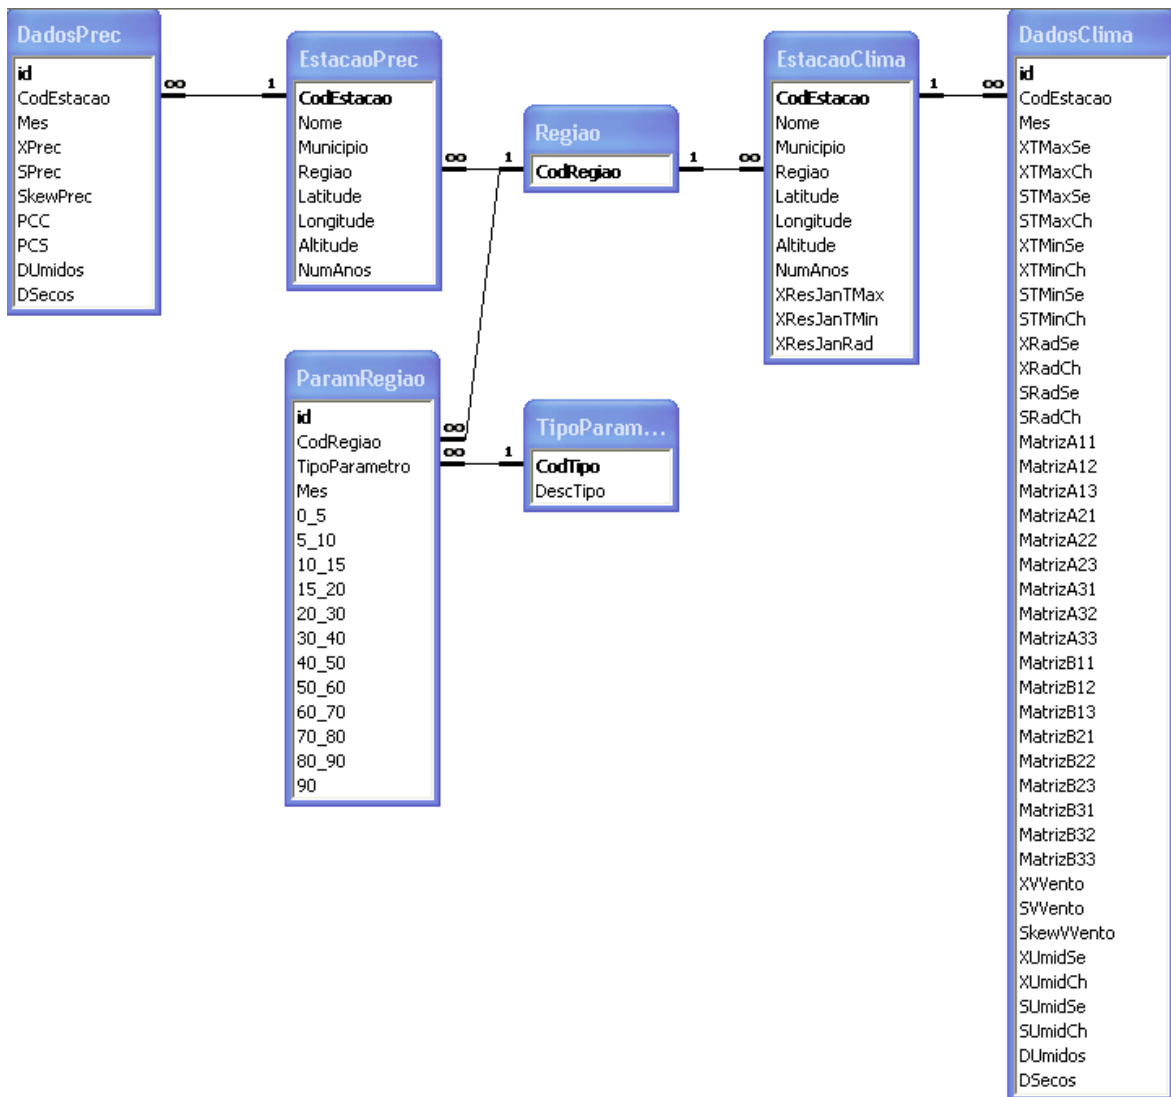 DadosPrec
id
CodEstacao
Mes
XPrec
SPrec
SkewPrec
PCC
PCS
DUmidos
DSecos
∞ 1
EstacaoPrec
CodEstacao
Nome
Municipio
Regiao
Latitude
Longitude
Altitude
NumAnos
∞ 1
Regiao
CodRegiao
1 ∞
EstacaoClima
CodEstacao
Nome
Municipio
Regiao
Latitude
Longitude
Altitude
NumAnos
XResJanTMax
XResJanTMin
XResJanRad
1 ∞
DadosClima
id
CodEstacao
Mes
XTMaxSe
XTMaxCh
STMaxSe
STMaxCh
XTMinSe
XTMinCh
STMinSe
STMinCh
XRadSe
XRadCh
SRadSe
SRadCh
MatrizA11
MatrizA12
MatrizA13
MatrizA21
MatrizA22
MatrizA23
MatrizA31
MatrizA32
MatrizA33
MatrizB11
MatrizB12
MatrizB13
MatrizB21
MatrizB22
MatrizB23
MatrizB31
MatrizB32
MatrizB33
XVVento
SVVento
SkewVVento
XUmidSe
XUmidCh
SUmidSe
SUmidCh
DUmidos
DSecos
ParamRegiao
id
CodRegiao
TipoParametro
Mes
0_5
5_10
10_15
15_20
20_30
30_40
40_50
50_60
60_70
70_80
80_90
90
∞
∞ 1
TipoParam...
CodTipo
DescTipo